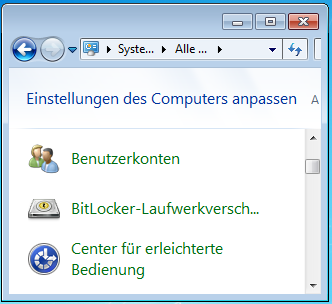 Syste... Alle ...
Einstellungen des Computers anpassen A
Benutzerkonten
BitLocker-Laufwerkversch...
Center für erleichterte
Bedienung